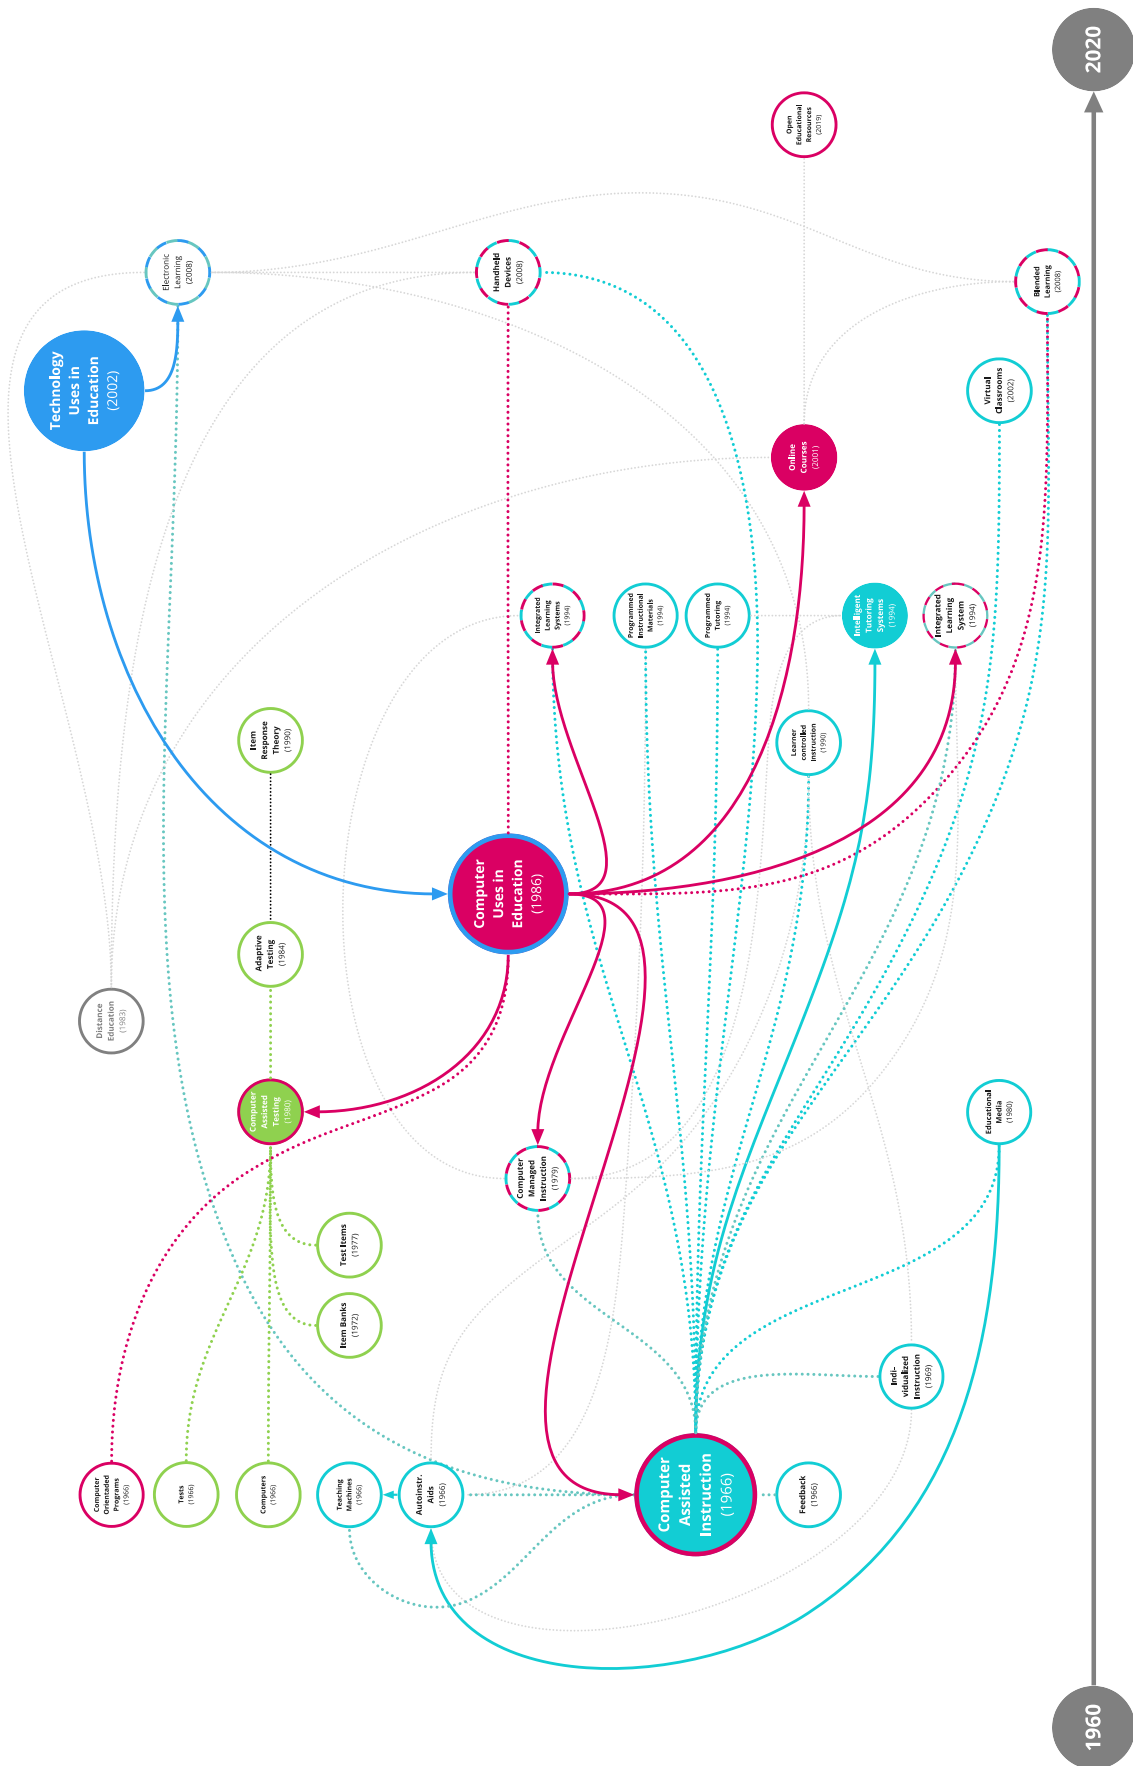 Technology
Uses in
Education
(2002)
Distance
Education
(1983)
Computer
Orientaded
Programs
(1966)
Electronic
Learning
(2008)
Tests
(1966)
Computers
(1966)
Computer
Assisted
Testing
(1980)
Adaptive
Testing
(1984)
Item
Response
Theory
(1990)
Teaching
Machines
(1966)
Item Banks
(1972)
Test Items
(1977)
Autoinstr.
Aids
(1966)
Computer
Uses in
Education
(1986)
Handheld
Devices
(2008)
Computer
Managed
Instruction
(1979)
Integrated
Learning
Systems
(1994)
Programmed
Instructional
Materials
(1994)
Computer
Assisted
Instruction
(1966)
Programmed
Tutoring
(1994)
Feedback
(1966)
Learner
controlled
Instruction
(1990)
Online
Courses
(2001)
Open
Educational
Resources
(2019)
Intelligent
Tutoring
Systems
(1994)
Indi-
vidualized
Instruction
(1969)
Integrated
Learning
System
(1994)
Educational
Media
(1980)
Virtual
classrooms
(2002)
Blended
Learning
(2008)
1960
2020